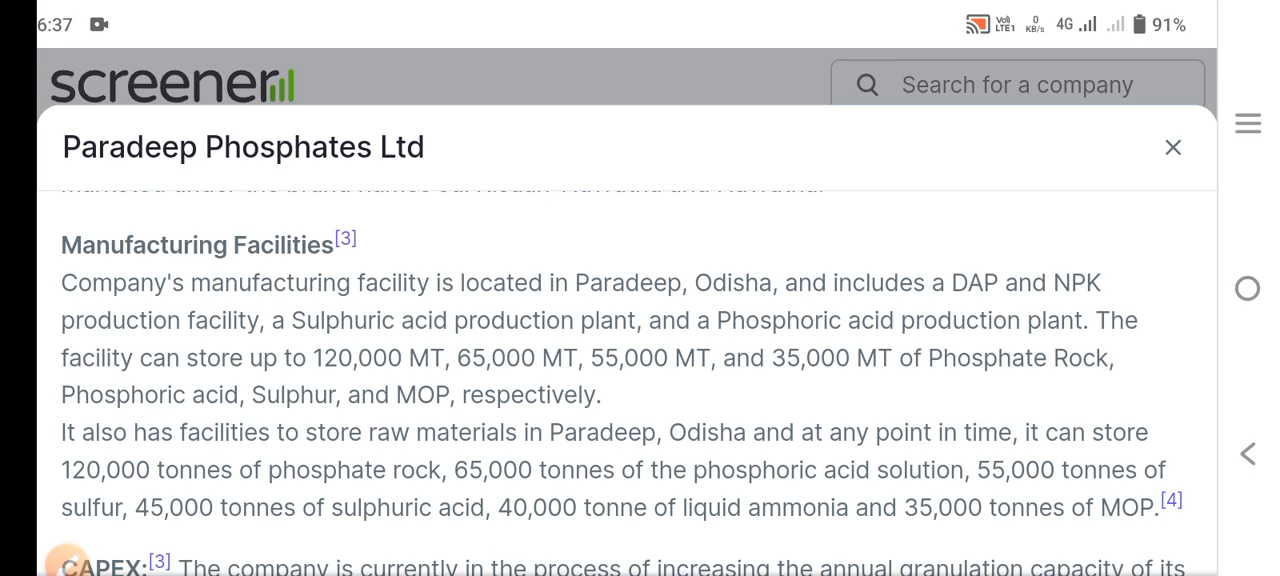 6:37 Vo) LTE1 0 KB/s 4G 91%
screener Search for a company
Paradeep Phosphates Ltd
Manufacturing Facilities[3]
Company's manufacturing facility is located in Paradeep, Odisha, and includes a DAP and NPK
production facility, a Sulphuric acid production plant, and a Phosphoric acid production plant. The
facility can store up to 120,000 MT, 65,000 MT, 55,000 MT, and 35,000 MT of Phosphate Rock,
Phosphoric acid, Sulphur, and MOP, respectively.
It also has facilities to store raw materials in Paradeep, Odisha and at any point in time, it can store
120,000 tonnes of phosphate rock, 65,000 tonnes of the phosphoric acid solution, 55,000 tonnes of
sulfur, 45,000 tonnes of sulphuric acid, 40,000 tonne of liquid ammonia and 35,000 tonnes of MOP.[4]
CAPEX:[3] The company is currently in the process of increasing the annual granulation capacity of its